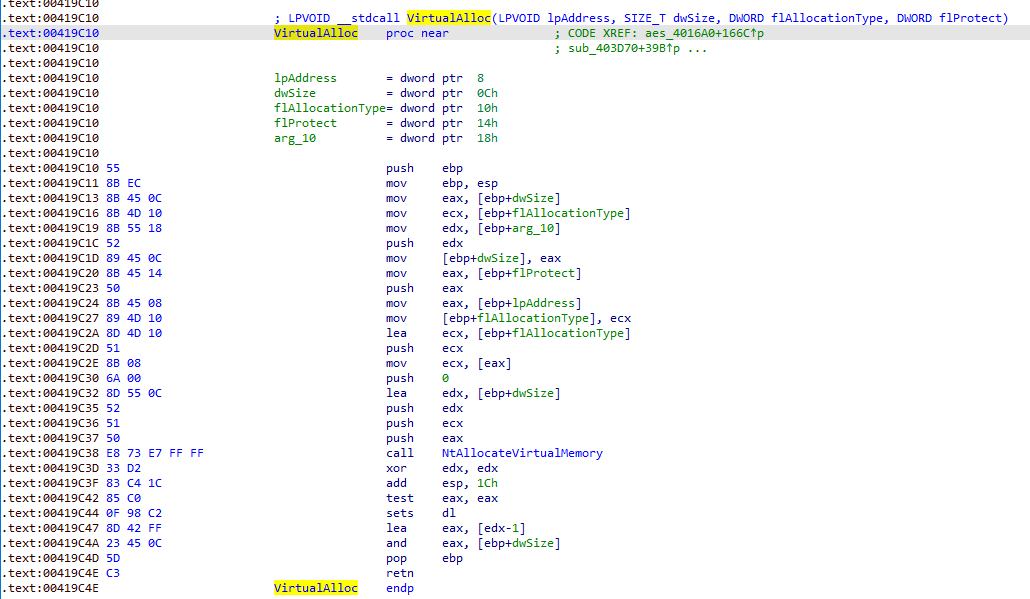 .text:00419C10
.text:00419C10 ; LPVOID __stdcall VirtualAlloc(LPVOID lpAddress, SIZE_T dwSize, DWORD flAllocationType, DWORD flProtect)
.text:00419C10 VirtualAlloc proc near ; CODE XREF: aes_4016A0+166C↑p
.text:00419C10 ; sub_403D70+39B↑p ...
.text:00419C10
.text:00419C10 lpAddress = dword ptr 8
.text:00419C10 dwSize = dword ptr 0Ch
.text:00419C10 flAllocationType= dword ptr 10h
.text:00419C10 flProtect = dword ptr 14h
.text:00419C10 arg_10 = dword ptr 18h
.text:00419C10
.text:00419C10 55 push ebp
.text:00419C11 8B EC mov ebp, esp
.text:00419C13 8B 45 0C mov eax, [ebp+dwSize]
.text:00419C16 8B 4D 10 mov ecx, [ebp+flAllocationType]
.text:00419C19 8B 55 18 mov edx, [ebp+arg_10]
.text:00419C1C 52 push edx
.text:00419C1D 89 45 0C mov [ebp+dwSize], eax
.text:00419C20 8B 45 14 mov eax, [ebp+flProtect]
.text:00419C23 50 push eax
.text:00419C24 8B 45 08 mov eax, [ebp+lpAddress]
.text:00419C27 89 4D 10 mov [ebp+flAllocationType], ecx
.text:00419C2A 8D 4D 10 lea ecx, [ebp+flAllocationType]
.text:00419C2D 51 push ecx
.text:00419C2E 8B 08 mov ecx, [eax]
.text:00419C30 6A 00 push 0
.text:00419C32 8D 55 0C lea edx, [ebp+dwSize]
.text:00419C35 52 push edx
.text:00419C36 51 push ecx
.text:00419C37 50 push eax
.text:00419C38 E8 73 E7 FF FF call NtAllocateVirtualMemory
.text:00419C3D 33 D2 xor edx, edx
.text:00419C3F 83 C4 1C add esp, 1Ch
.text:00419C42 85 C0 test eax, eax
.text:00419C44 0F 98 C2 sets dl
.text:00419C47 8D 42 FF lea eax, [edx-1]
.text:00419C4A 23 45 0C and eax, [ebp+dwSize]
.text:00419C4D 5D pop ebp
.text:00419C4E C3 retn
.text:00419C4E VirtualAlloc endp